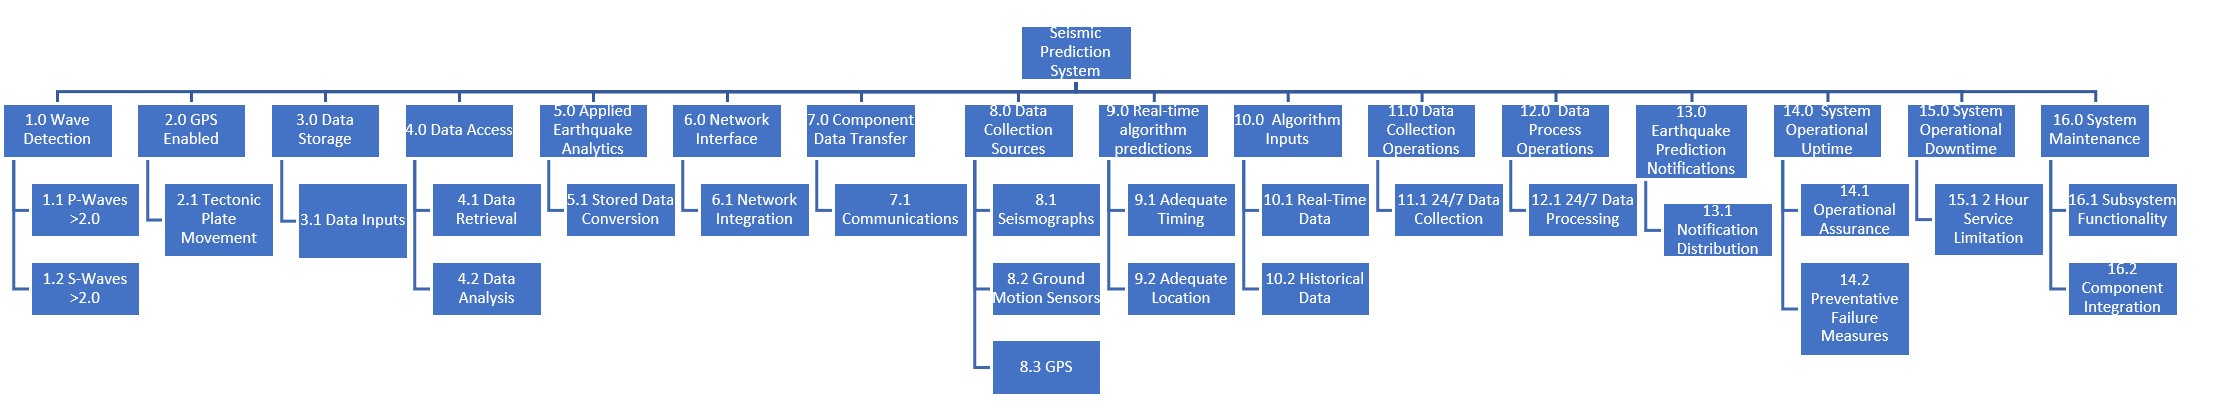 Seismic
Prediction
System
1.0 Wave
Detection
1.1 P-Waves
>2.0
1.2 S-Waves
>2.0
2.0 GPS
Enabled
2.1 Tectonic
Plate
Movement
3.0 Data
Storage
3.1 Data Inputs
4.0 Data Access
4.1 Data
Retrieval
4.2 Data
Analysis
5.0 Applied
Earthquake
Analytics
5.1 Stored Data
Conversion
6.0 Network
Interface
6.1 Network
Integration
7.0 Component
Data Transfer
7.1
Communications
8.0 Data
Collection
Sources
8.1
Seismographs
8.2 Ground
Motion Sensors
8.3 GPS
9.0 Real-time
algorithm
predictions
9.1 Adequate
Timing
9.2 Adequate
Location
10.0 Algorithm
Inputs
10.1 Real-Time
Data
10.2 Historical
Data
11.0 Data
Collection
Operations
11.1 24/7 Data
Collection
12.0 Data
Process
Operations
12.1 24/7 Data
Processing
13.0
Earthquake
Prediction
Notifications
13.1
Notification
Distribution
14.0 System
Operational
Uptime
14.1
Operational
Assurance
14.2
Preventative
Failure
Measures
15.0 System
Operational
Downtime
15.1 2 Hour
Service
Limitation
16.0 System
Maintenance
16.1 Subsystem
Functionality
16.2
Component
Integration